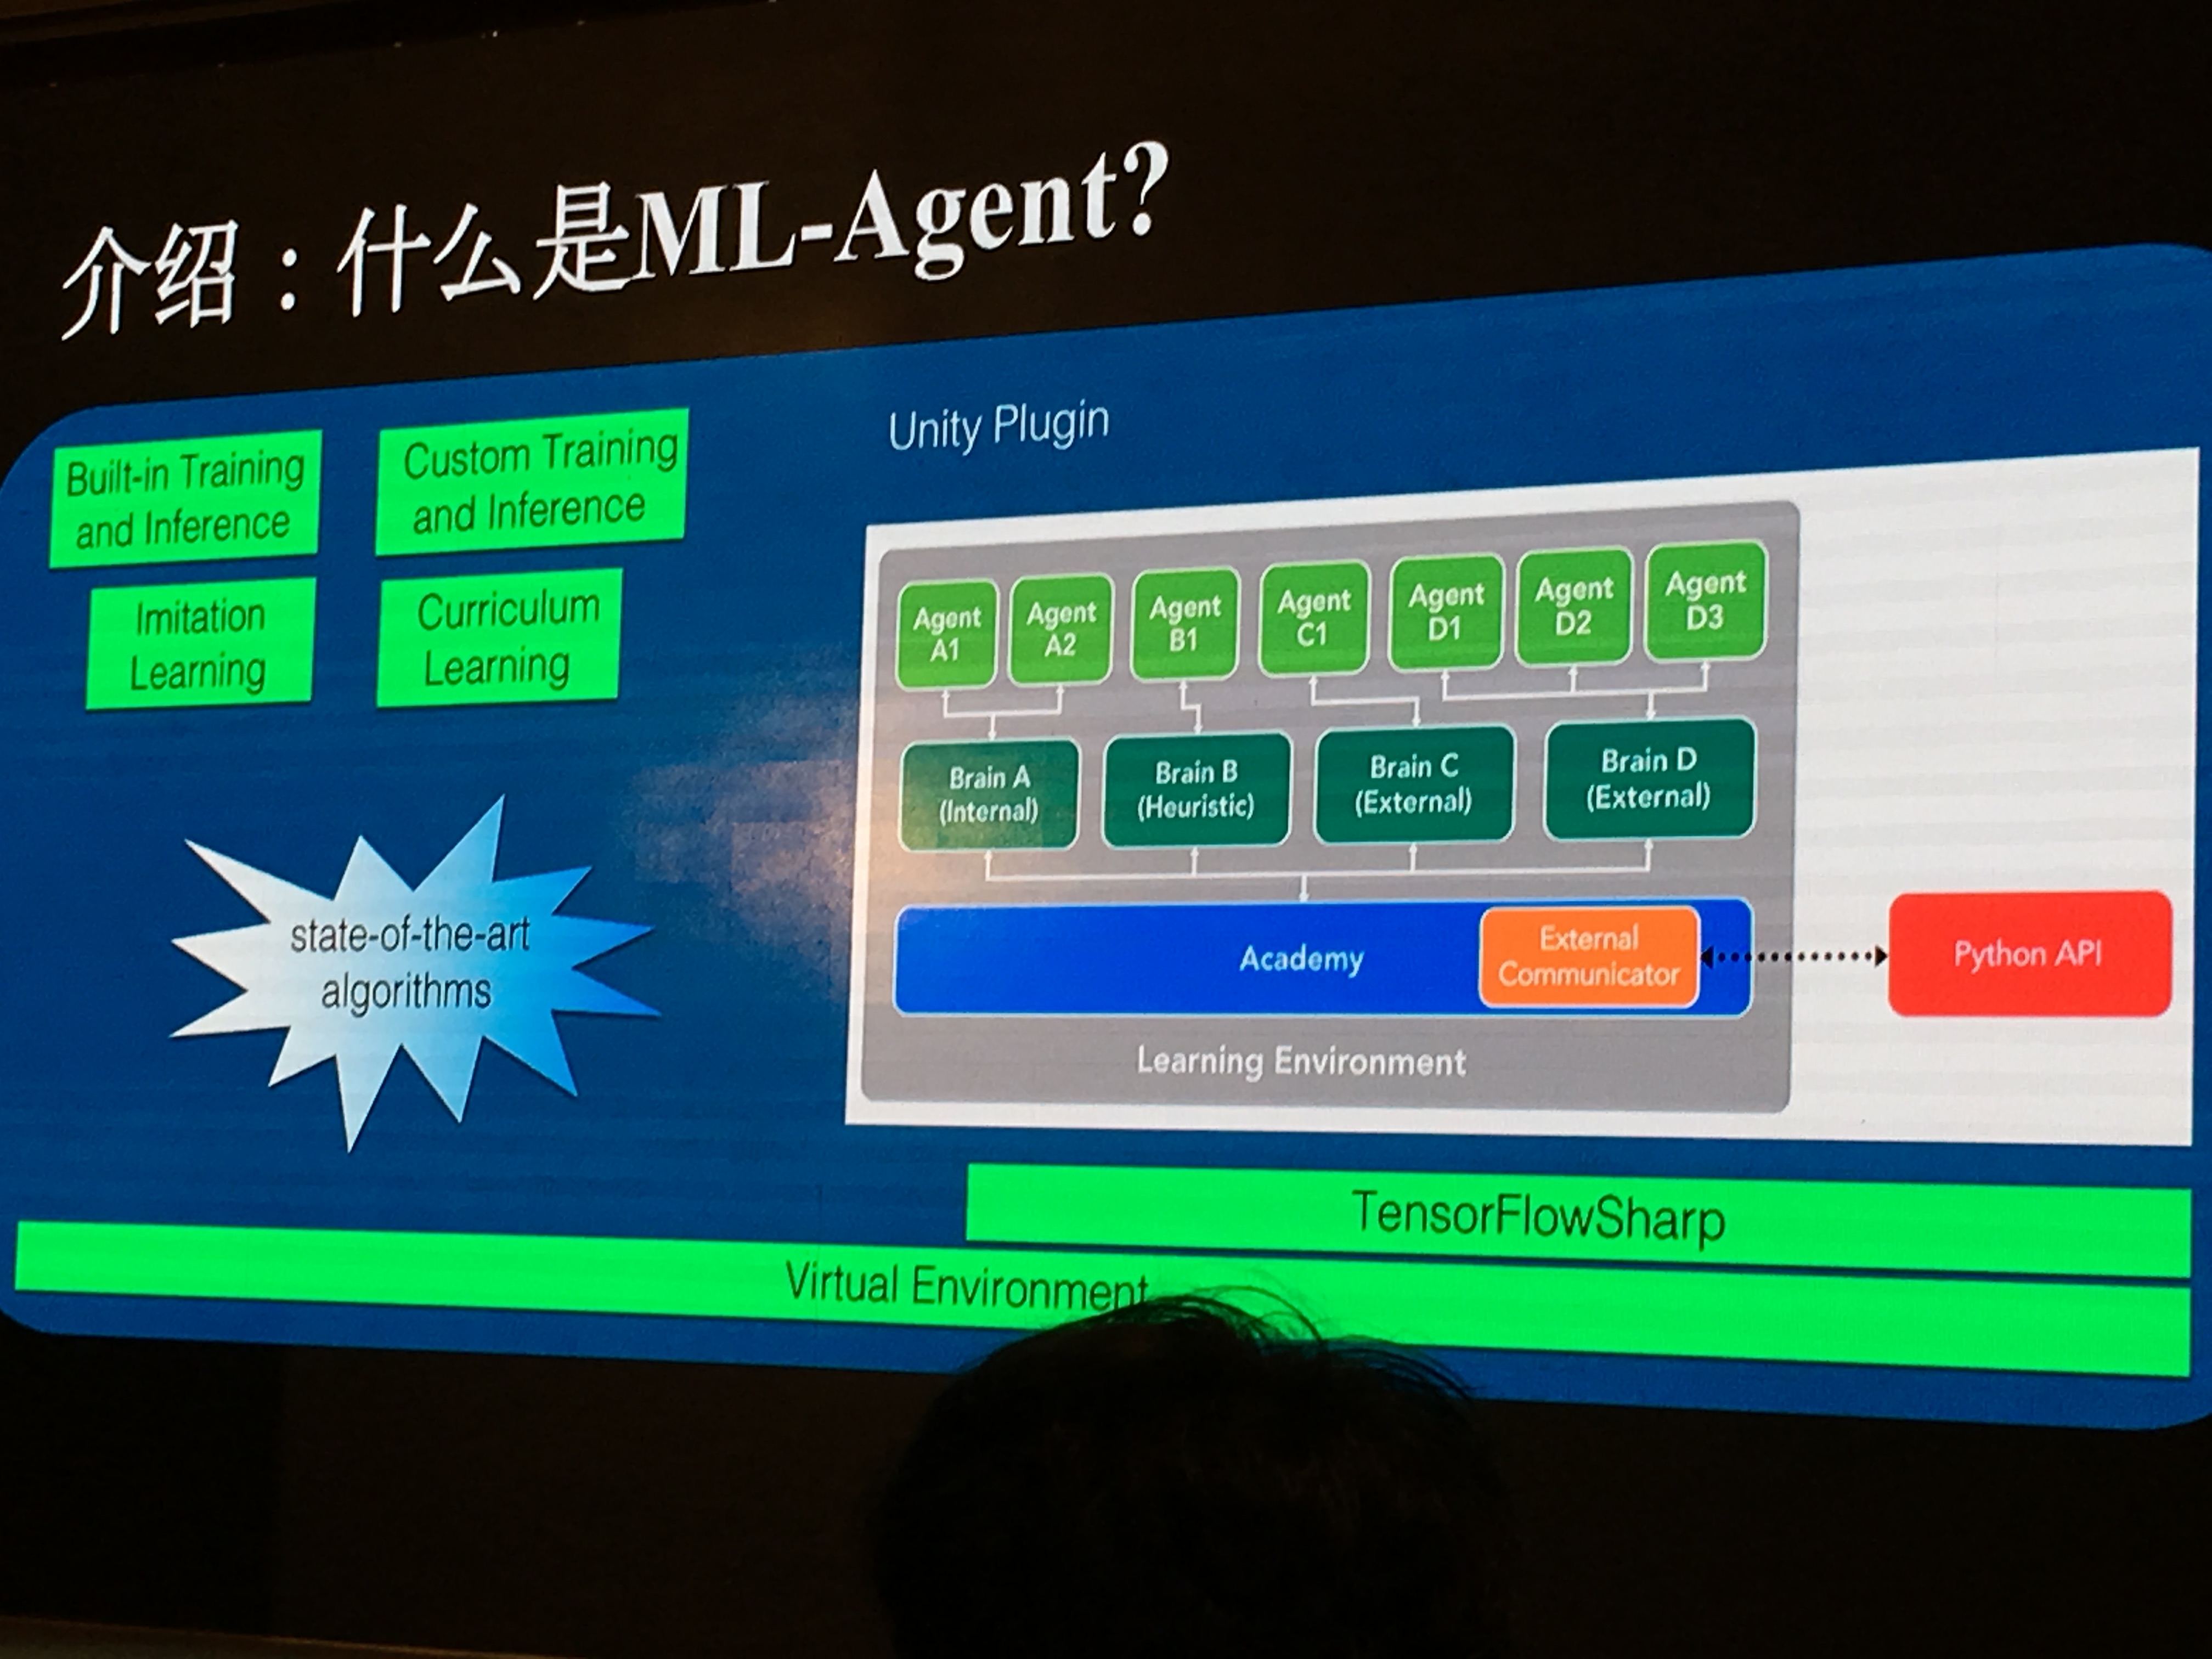 介绍：什么是ML-Agent?
Unity Plugin
Built-in Training
and Inference
Custom Training
and Inference
Imitation
Learning
Curriculum
Learning
state-of-the-art
algorithms
Agent
A1
Agent
A2
Agent
B1
Agent
C1
Agent
D1
Agent
D2
Agent
D3
Brain A
(Internal)
Brain B
(Heuristic)
Brain C
(External)
Brain D
(External)
Academy
External
Communicator
Python API
Learning Environment
TensorFlowSharp
Virtual Environment